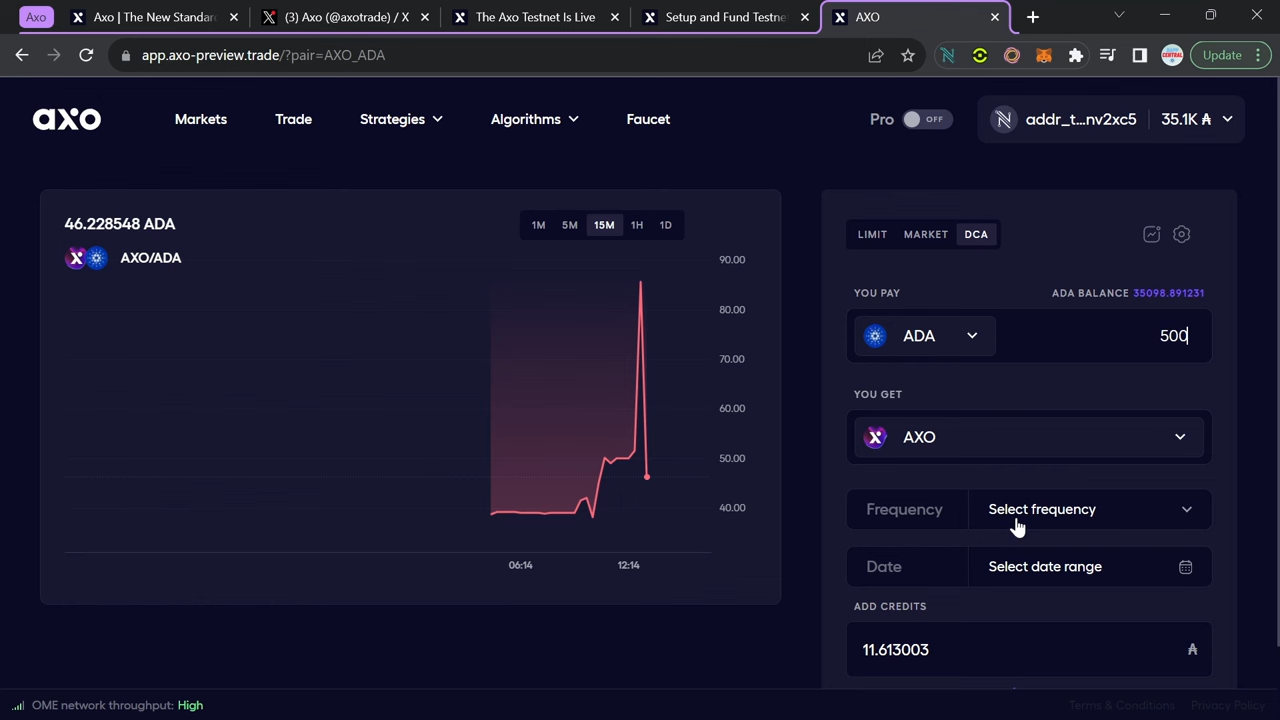 Axo
Axo | The New Standar
(3) Axo (@axotrade) / X
The Axo Testnet Is Live
Setup and Fund Testne
AXO
app.axo-preview.trade/?pair=AXO_ADA
Update
axo
Markets
Trade
Strategies
Algorithms
Faucet
Pro
OFF
addr_t...nv2xc5
35.1K ₳
46.228548 ADA
1M
5M
15M
1H
1D
AXO/ADA
90.00
80.00
70.00
60.00
50.00
40.00
06:14
12:14
LIMIT
MARKET
DCA
YOU PAY
ADA BALANCE 35098.891231
ADA
500
YOU GET
AXO
Frequency
Select frequency
Date
Select date range
ADD CREDITS
11.613003
₳
OME network throughput: High
Terms & Conditions
Privacy Policy